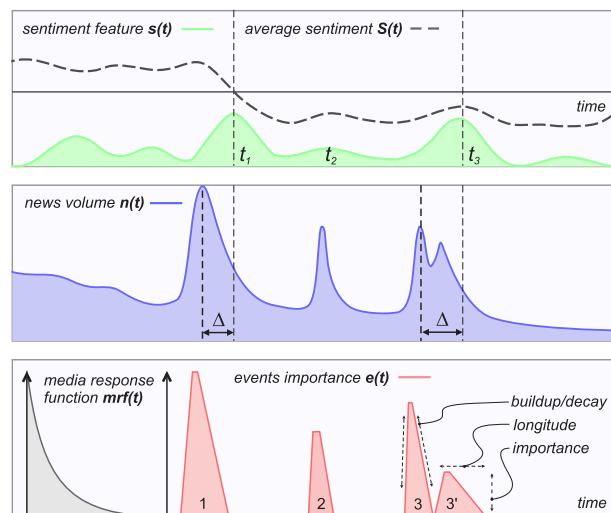 sentiment feature s(t) average sentiment S(t)
time
t1 t2 t3
news volume n(t)
Δ Δ
media response
function mrf(t)
events importance e(t)
buildup/decay
longitude
importance
1 2 3 3'
time